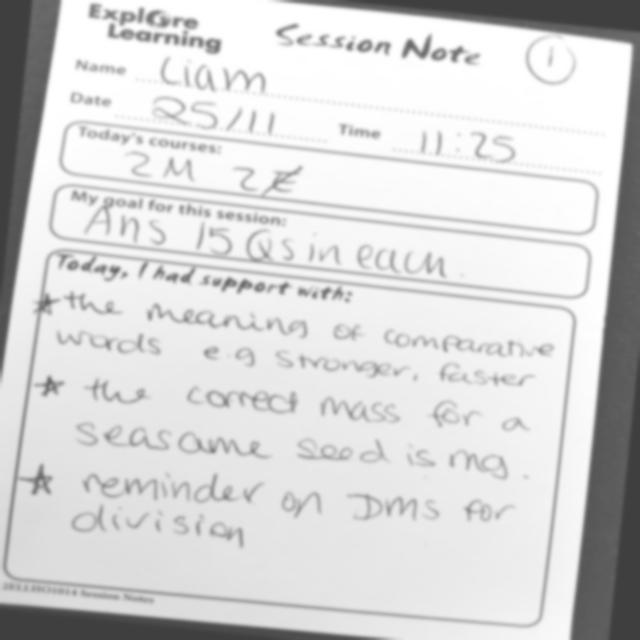 Explore
Learning
Session Note
1
Name Liam
Date 25/11 Time 11:25
Today's courses:
2M 2E
My goal for this session:
Ans 15 Qs in each.
Today, I had support with:
* the meaning of comparative
words e.g stronger, faster
* the correct mass for a
seasame seed is mg.
* reminder on DMS for
division
Session Notes